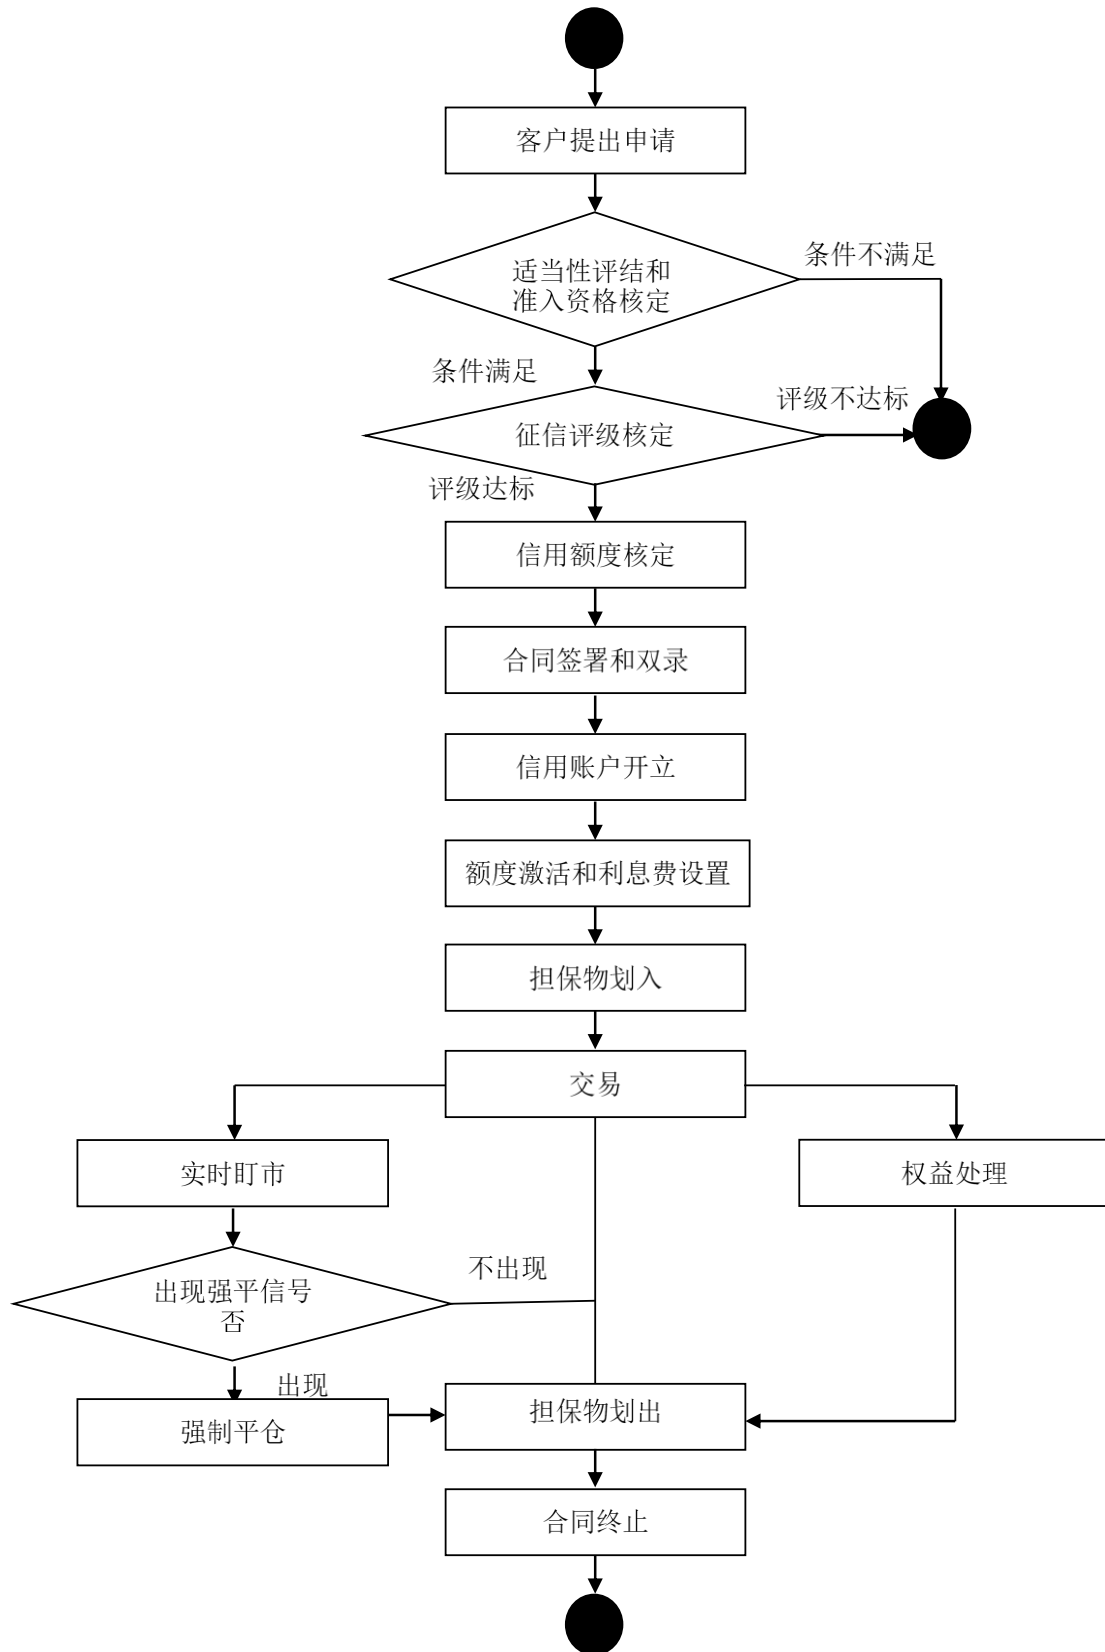 客户提出申请
条件不满足
适当性评结和
准入资格核定
条件满足
评级不达标
征信评级核定
评级达标
信用额度核定
合同签署和双录
信用账户开立
额度激活和利息费设置
担保物划入
交易
实时盯市
权益处理
不出现
出现强平信号
否
出现
担保物划出
强制平仓
合同终止